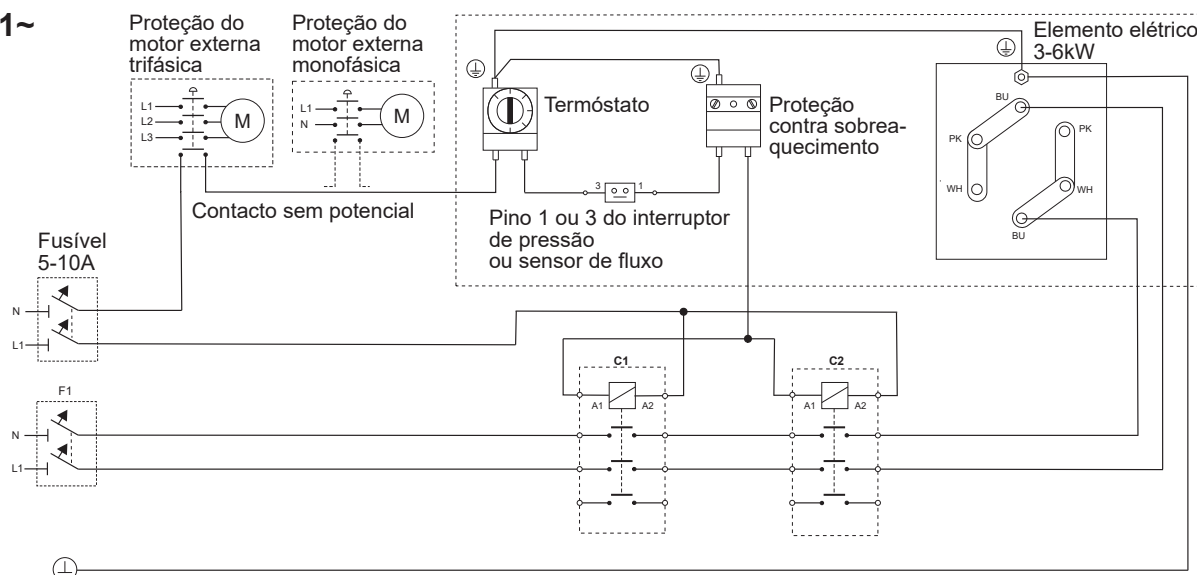 1~
Proteção do
motor externa
trifásica
Proteção do
motor externa
monofásica
Elemento elétrico
3-6kW
L1
L2
L3
M
L1
N
M
Termóstato
Proteção
contra sobrea-
quecimento
BU
PK
WH
PK
WH
BU
3
1
Contacto sem potencial
Pino 1 ou 3 do interruptor
de pressão
ou sensor de fluxo
Fusível
5-10A
N
L1
F1
N
L1
C1
A1
A2
C2
A1
A2